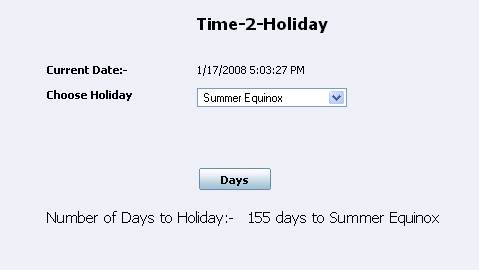 Time-2-Holiday
Current Date:- 1/17/2008 5:03:27 PM
Choose Holiday Summer Equinox
Days
Number of Days to Holiday:- 155 days to Summer Equinox